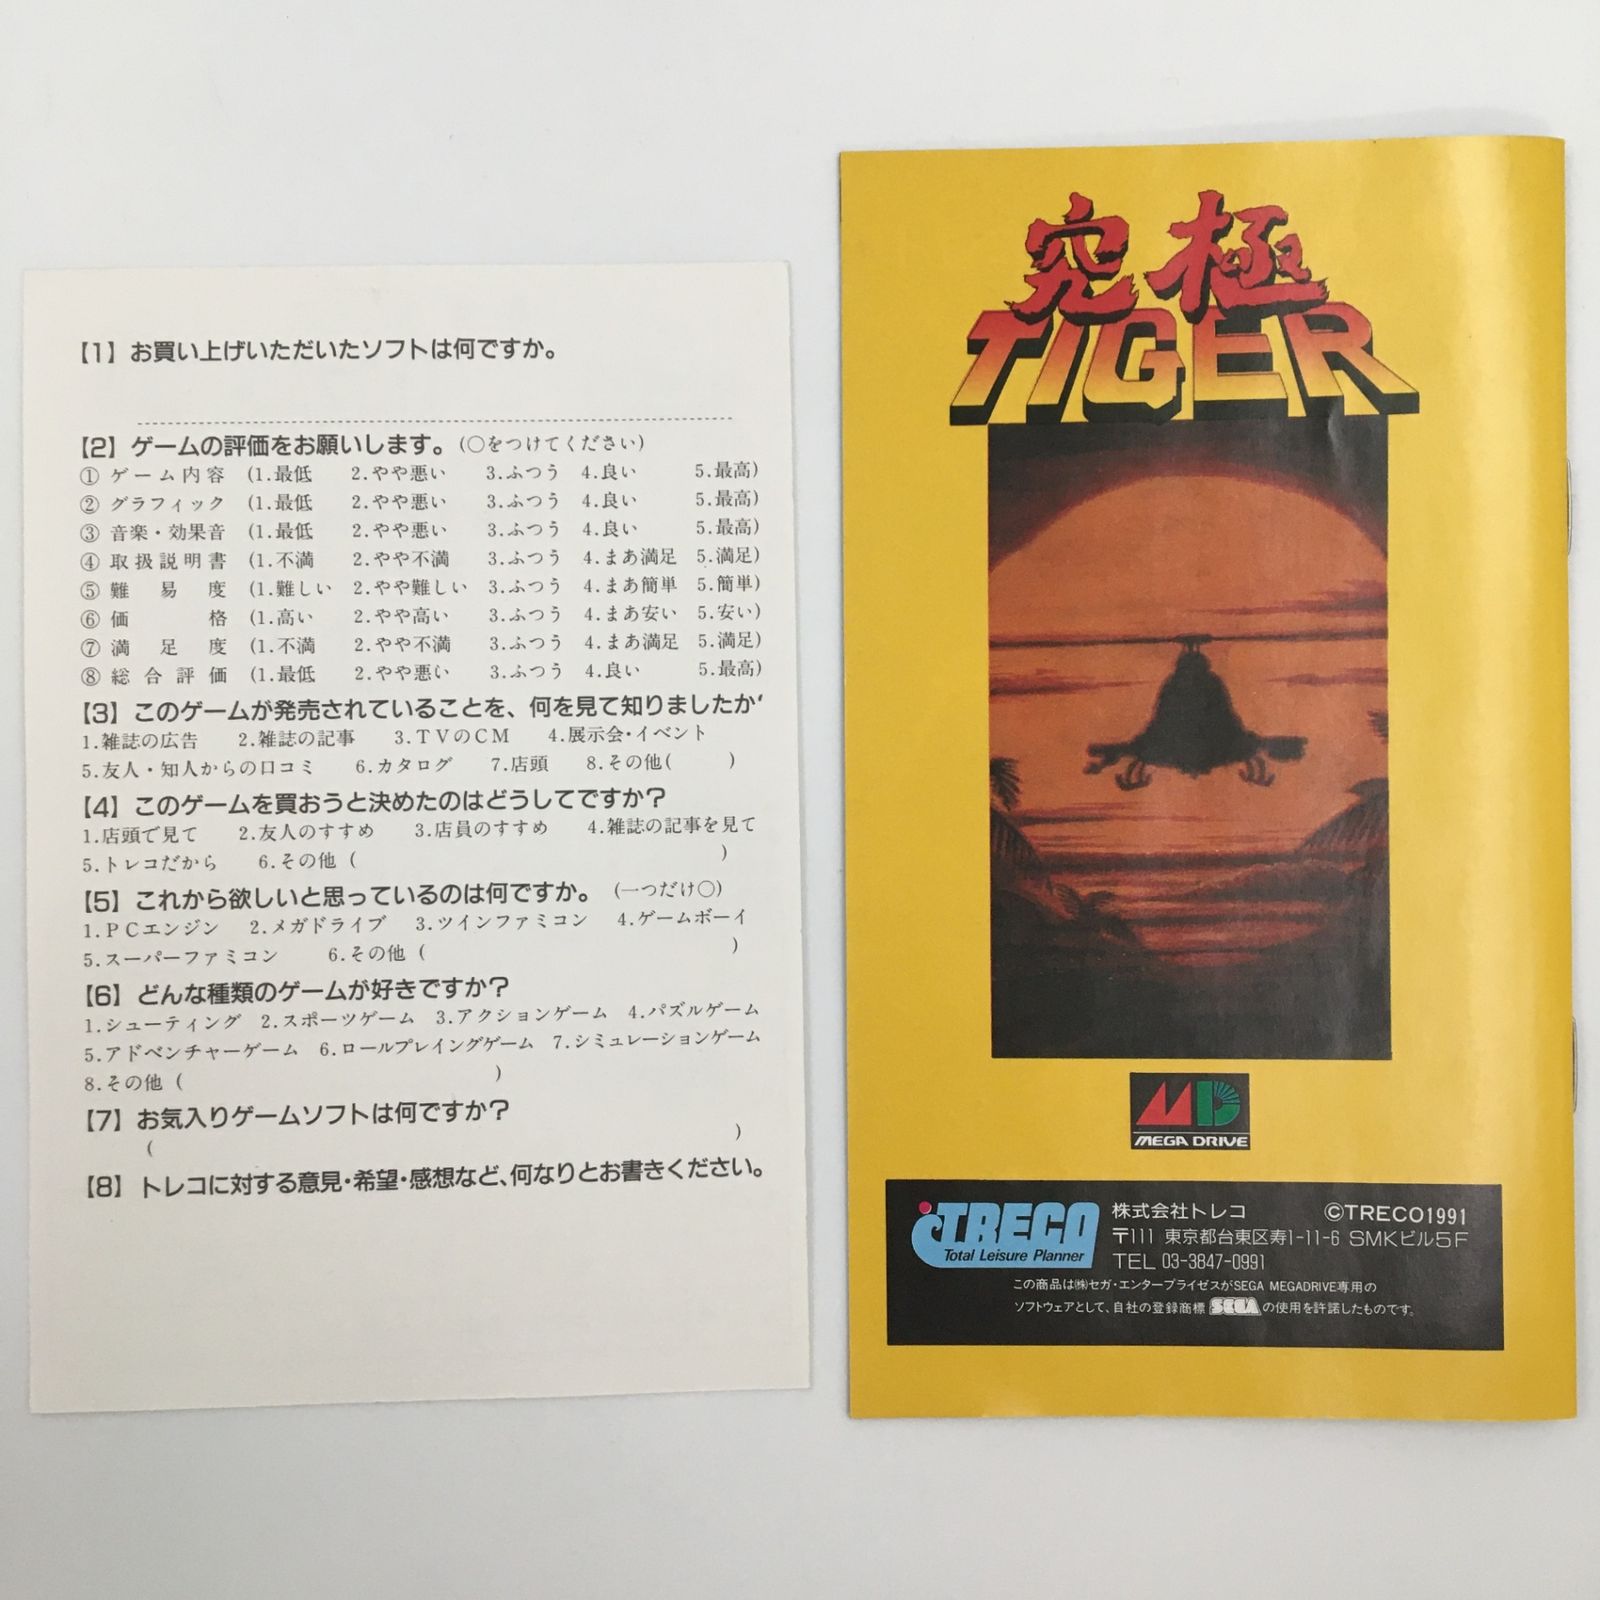 【1】お買い上げいただいたソフトは何ですか。
【2】ゲームの評価をお願いします。(○をつけてください)
① ゲーム内容 (1.最低 2.やや悪い 3.ふつう 4.良い 5.最高)
② グラフィック (1.最低 2.やや悪い 3.ふつう 4.良い 5.最高)
③ 音楽・効果音 (1.最低 2.やや悪い 3.ふつう 4.良い 5.最高)
④ 取扱説明書 (1.不満 2.やや不満 3.ふつう 4.まあ満足 5.満足)
⑤ 難易度 (1.難しい 2.やや難しい 3.ふつう 4.まあ簡単 5.簡単)
⑥ 価格 (1.高い 2.やや高い 3.ふつう 4.まあ安い 5.安い)
⑦ 満足度 (1.不満 2.やや不満 3.ふつう 4.まあ満足 5.満足)
⑧ 総合評価 (1.最低 2.やや悪い 3.ふつう 4.良い 5.最高)
【3】このゲームが発売されていることを、何を見て知りましたか
1.雑誌の広告 2.雑誌の記事 3.TVのCM 4.展示会・イベント
5.友人・知人からの口コミ 6.カタログ 7.店頭 8.その他( )
【4】このゲームを買おうと決めたのはどうしてですか?
1.店頭で見て 2.友人のすすめ 3.店員のすすめ 4.雑誌の記事を見て
5.トレコだから 6.その他 ( )
【5】これから欲しいと思っているのは何ですか。 (一つだけ○)
1.PCエンジン 2.メガドライブ 3.ツインファミコン 4.ゲームボーイ
5.スーパーファミコン 6.その他 ( )
【6】どんな種類のゲームが好きですか?
1.シューティング 2.スポーツゲーム 3.アクションゲーム 4.パズルゲーム
5.アドベンチャーゲーム 6.ロールプレイングゲーム 7.シミュレーションゲーム
8.その他 ( )
【7】お気入りゲームソフトは何ですか?
( )
【8】トレコに対する意見・希望・感想など、何なりとお書きください。
究極
TIGER
MD
MEGA DRIVE
TRECO
Total Leisure Planner
株式会社トレコ ©TRECO1991
〒111 東京都台東区寿1-11-6 SMKビル5F
TEL 03-3847-0991
この商品は㈱セガ・エンタープライゼスがSEGA MEGADRIVE専用の
ソフトウェアとして、自社の登録商標 SEGA の使用を許諾したものです。